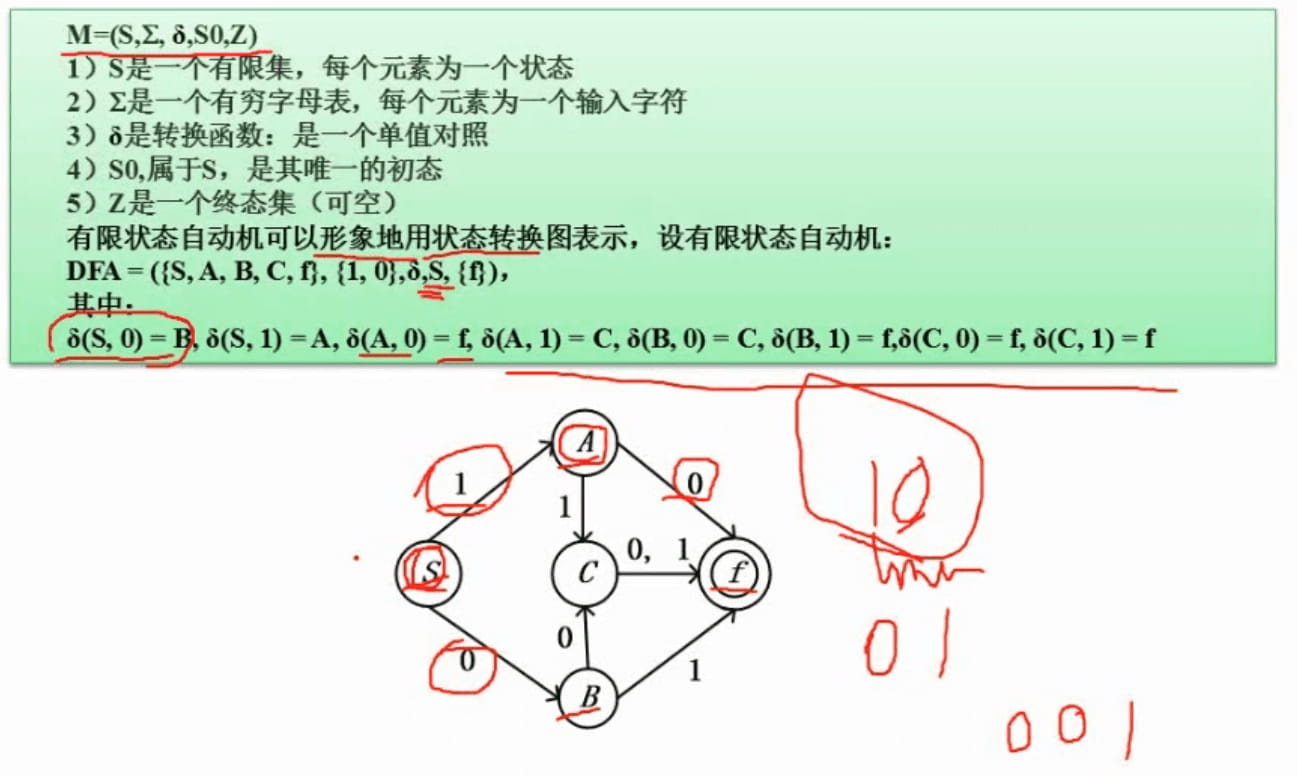 M=(S,Σ, δ,S0,Z)
1）S是一个有限集，每个元素为一个状态
2）Σ是一个有穷字母表，每个元素为一个输入字符
3）δ是转换函数：是一个单值对照
4）S0,属于S，是其唯一的初态
5）Z是一个终态集（可空）
有限状态自动机可以形象地用状态转换图表示，设有限状态自动机：
DFA = ({S, A, B, C, f}, {1, 0},δ,S, {f})，
其中：
δ(S, 0) = B, δ(S, 1) = A, δ(A, 0) = f, δ(A, 1) = C, δ(B, 0) = C, δ(B, 1) = f,δ(C, 0) = f, δ(C, 1) = f
A
1
0
10
1
S
C
0, 1
f
0
0
1
B
01
001